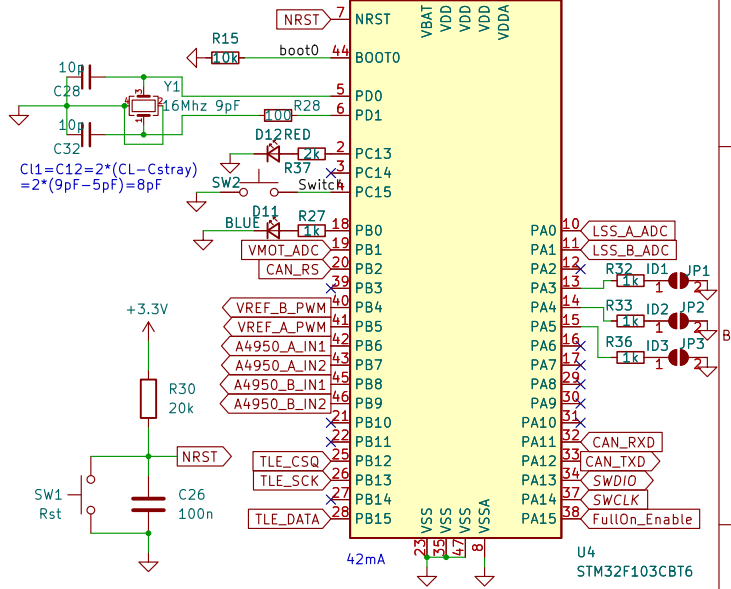 VBAT
VDD
VDD
VDD
VDDA
NRST
7
NRST
R15
10k
boot0
44
BOOT0
10p
C28
Y1
3
2
1
16Mhz 9pF
5
PD0
R28
100
6
PD1
10p
C32
Cl1=C12=2*(CL-Cstray)
=2*(9pF-5pF)=8pF
D12
RED
2k
R37
2
PC13
3
PC14
SW2
Switch
4
PC15
D11
BLUE
R27
1k
18
PB0
VMOT_ADC
19
PB1
CAN_RS
20
PB2
39
PB3
VREF_B_PWM
40
PB4
VREF_A_PWM
41
PB5
A4950_A_IN1
42
PB6
A4950_A_IN2
43
PB7
A4950_B_IN1
45
PB8
A4950_B_IN2
46
PB9
21
PB10
22
PB11
TLE_CSQ
25
PB12
TLE_SCK
26
PB13
27
PB14
TLE_DATA
28
PB15
PA0
10
LSS_A_ADC
PA1
11
LSS_B_ADC
PA2
12
PA3
13
R32
1k
ID1
1
2
JP1
PA4
14
R33
1k
ID2
1
2
JP2
PA5
15
R36
1k
ID3
1
2
JP3
PA6
16
PA7
17
PA8
29
PA9
30
PA10
31
PA11
32
CAN_RXD
PA12
33
CAN_TXD
PA13
34
SWDIO
PA14
37
SWCLK
PA15
38
FullOn_Enable
B
+3.3V
R30
20k
NRST
SW1
Rst
C26
100n
VSS
VSS
VSS
VSSA
23
35
47
8
42mA
U4
STM32F103CBT6